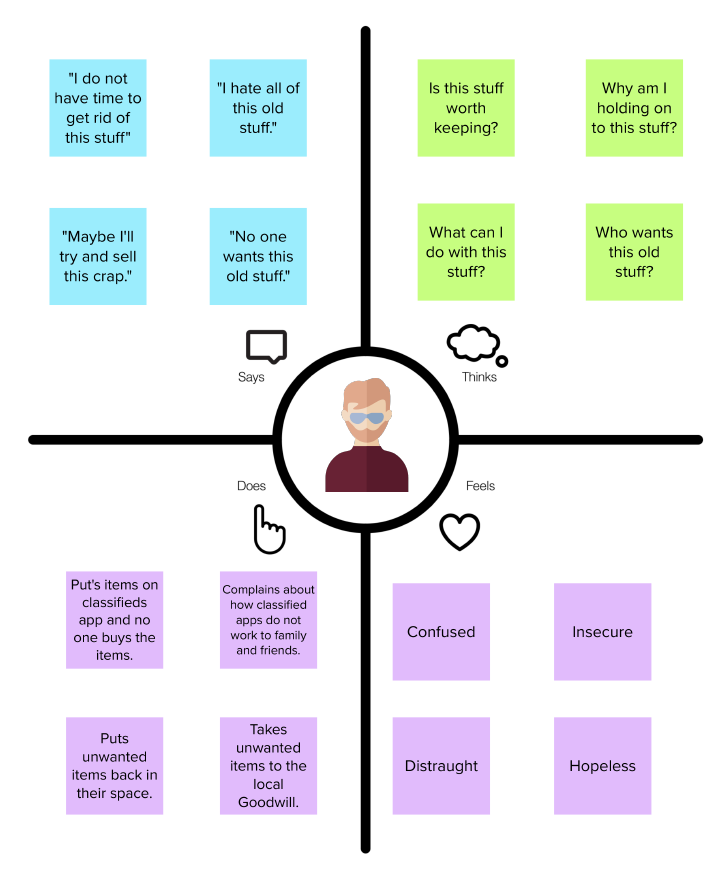 "I do not
have time to
get rid of
this stuff"
"I hate all of
this old
stuff."
"Maybe I'll
try and sell
this crap."
"No one
wants this
old stuff."
Says
Is this stuff
worth
keeping?
Why am I
holding on
to this stuff?
What can I
do with this
stuff?
Who wants
this old
stuff?
Thinks
Does
Put's items on
classifieds
app and no
one buys the
items.
Complains about
how classified
apps do not
work to family
and friends.
Puts
unwanted
items back in
their space.
Takes
unwanted
items to the
local
Goodwill.
Feels
Confused
Insecure
Distraught
Hopeless